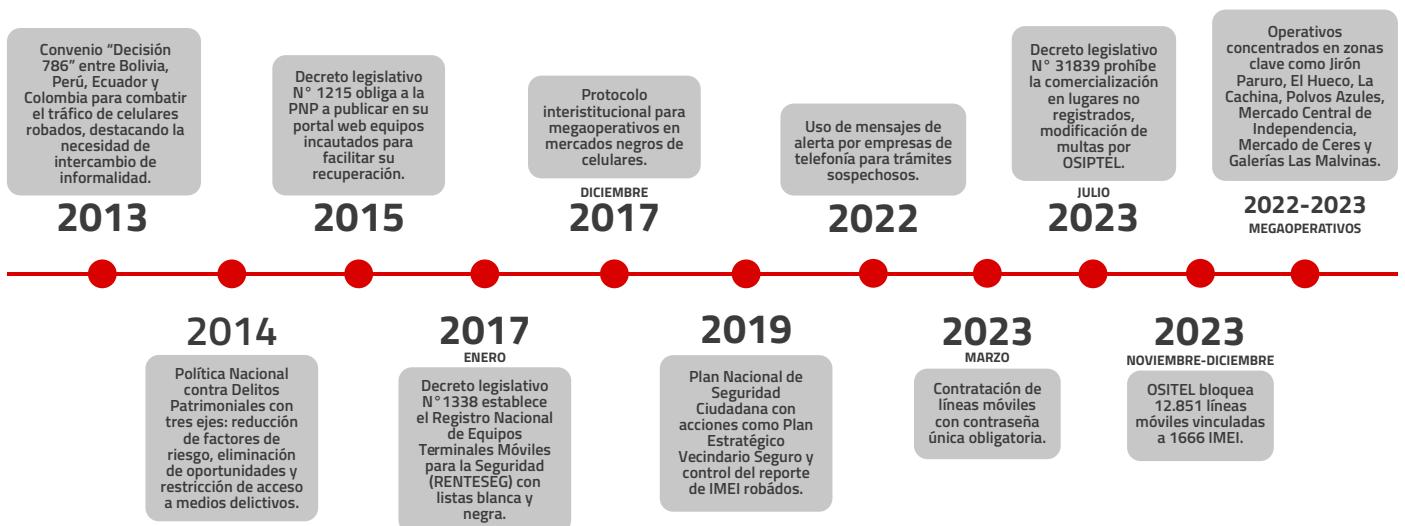 Convenio “Decisión
786” entre Bolivia,
Perú, Ecuador y
Colombia para combatir
el tráfico de celulares
robados, destacando la
necesidad de
intercambio de
informalidad.
2013
Decreto legislativo
N° 1215 obliga a la
PNP a publicar en su
portal web equipos
incautados para
facilitar su
recuperación.
2015
Protocolo
interistitucional para
megaoperativos en
mercados negros de
celulares.
DICIEMBRE
2017
Uso de mensajes de
alerta por empresas de
telefonía para trámites
sospechosos.
2022
Decreto legislativo
N° 31839 prohíbe
la comercialización
en lugares no
registrados,
modificación de
multas por
OSIPTEL.
JULIO
2023
Operativos
concentrados en zonas
clave como Jirón
Paruro, El Hueco, La
Cachina, Polvos Azules,
Mercado Central de
Independencia,
Mercado de Ceres y
Galerías Las Malvinas.
2022-2023
MEGAOPERATIVOS
2014
Política Nacional
contra Delitos
Patrimoniales con
tres ejes: reducción
de factores de
riesgo, eliminación
de oportunidades y
restricción de acceso
a medios delictivos.
2017
ENERO
Decreto legislativo
N°1338 establece
el Registro Nacional
de Equipos
Terminales Móviles
para la Seguridad
(RENTESEG) con
listas blanca y
negra.
2019
Plan Nacional de
Seguridad
Ciudadana con
acciones como Plan
Estratégico
Vecindario Seguro y
control del reporte
de IMEI robádos.
2023
MARZO
Contratación de
líneas móviles
con contraseña
única obligatoria.
2023
NOVIEMBRE-DICIEMBRE
OSITEL bloquea
12.851 líneas
móviles vinculadas
a 1666 IMEI.